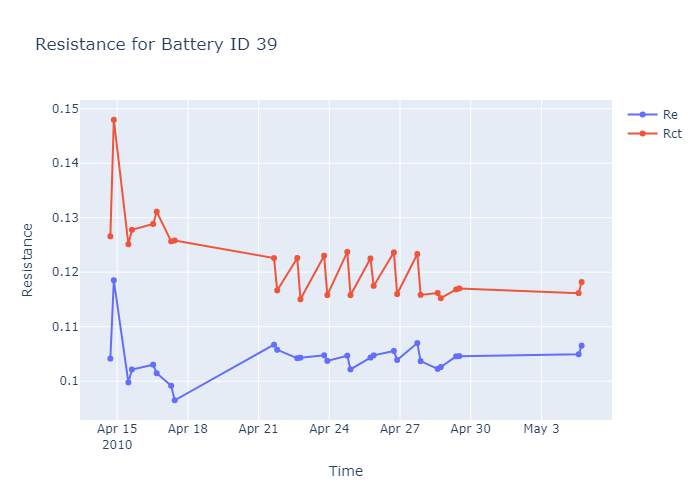 Resistance for Battery ID 39
Re
Rct
0.15
0.14
0.13
0.12
0.11
0.1
Resistance
Apr 15
2010
Apr 18
Apr 21
Apr 24
Apr 27
Apr 30
May 3
Time